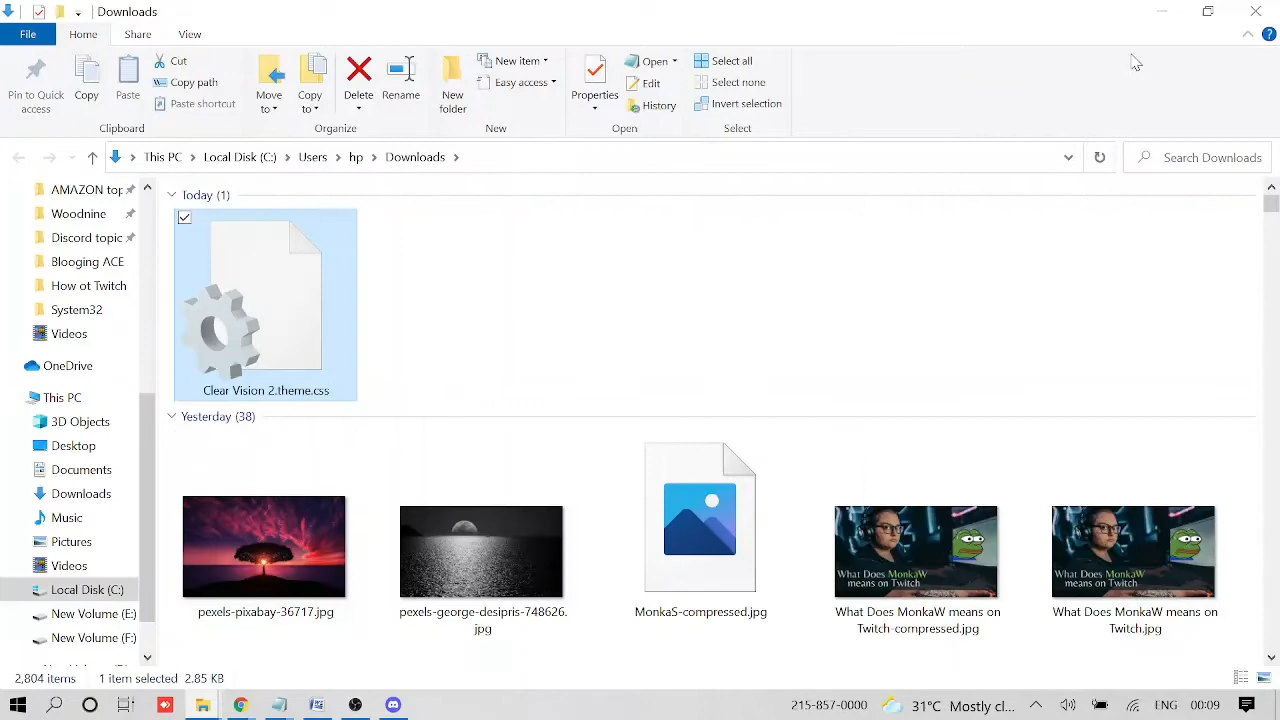 Downloads
File
Home
Share
View
Pin to Quick
access
Copy
Paste
Cut
Copy path
Paste shortcut
Clipboard
Move
to
Copy
to
Delete
Rename
Organize
New
folder
New item
Easy access
New
Properties
Open
Edit
History
Open
Select all
Select none
Invert selection
Select
This PC
Local Disk (C:)
Users
hp
Downloads
Search Downloads
AMAZON top
Woodnine
Discord topic
Blooging ACE
How ot Twitch
System32
Videos
OneDrive
This PC
3D Objects
Desktop
Documents
Downloads
Music
Pictures
Videos
Local Disk (C:)
New Volume (E:)
New Volume (F:)
Today (1)
Clear Vision 2.theme.css
Yesterday (38)
pexels-pixabay-36717.jpg
pexels-george-desipris-748626.
jpg
MonkaS-compressed.jpg
What Does MonkaW
means on Twitch
What Does MonkaW means on
Twitch-compressed.jpg
What Does MonkaW
means on Twitch
What Does MonkaW means on
Twitch.jpg
2,804 items
1 item selected 2.85 KB
215-857-0000
31°C Mostly cl...
ENG
00:09